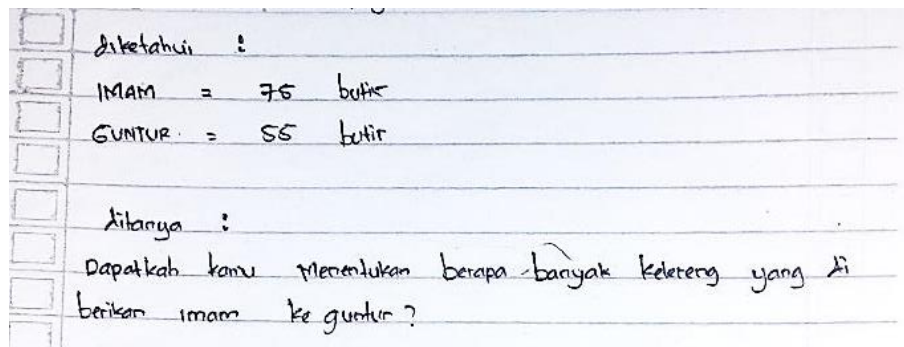 diketahui :
IMAM = 75 butir
GUNTUR = 55 butir
ditanya :
Dapatkah kamu Menentukan berapa banyak kelereng yang di
berikan imam ke guntur?